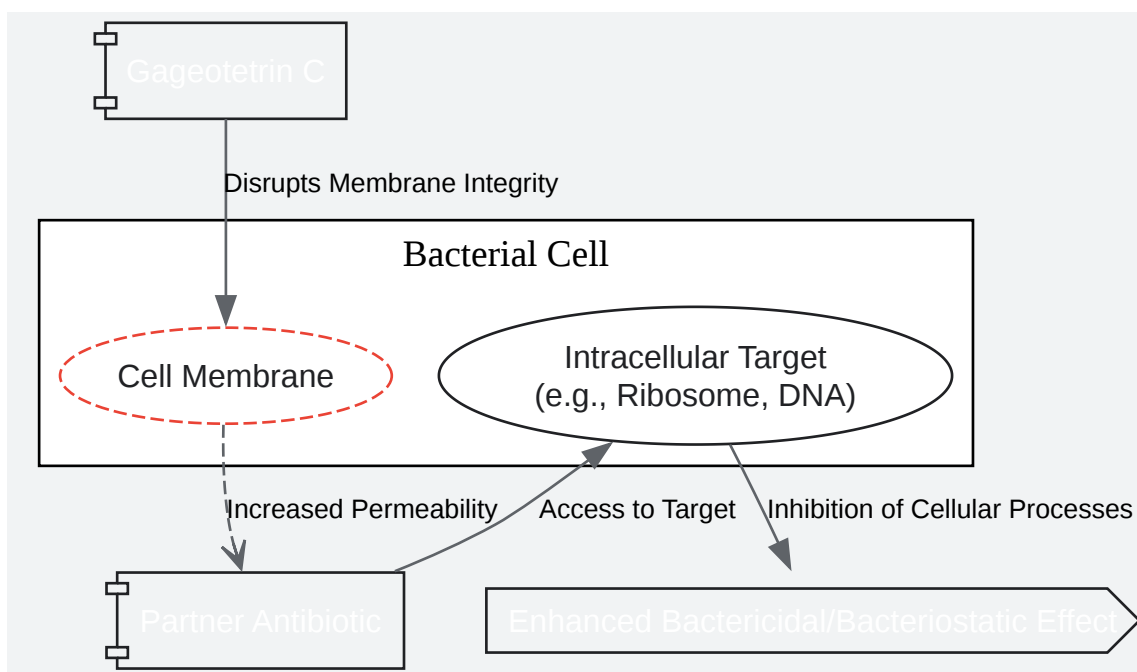 Gageotetrin C
Disrupts Membrane Integrity
Bacterial Cell
Cell Membrane
Intracellular Target
(e.g., Ribosome, DNA)
Increased Permeability
Access to Target
Inhibition of Cellular Processes
Partner Antibiotic
Enhanced Bactericidal/Bacteriostatic Effect